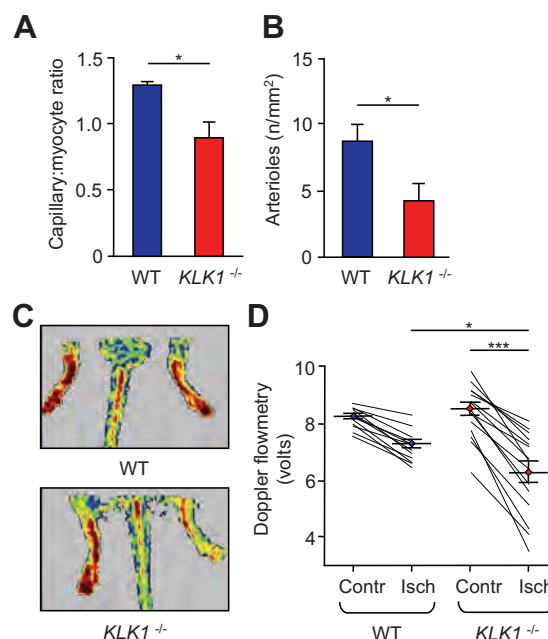 A
Capillary:myocyte ratio
1.5
1.0
0.5
0
*
WT
KLK1 -/-
B
Arterioles (n/mm²)
15
10
5
0
*
WT
KLK1 -/-
C
WT
KLK1 -/-
D
Doppler flowmetry
(volts)
10
8
6
4
*
***
Contr Isch Contr Isch
WT KLK1 -/-